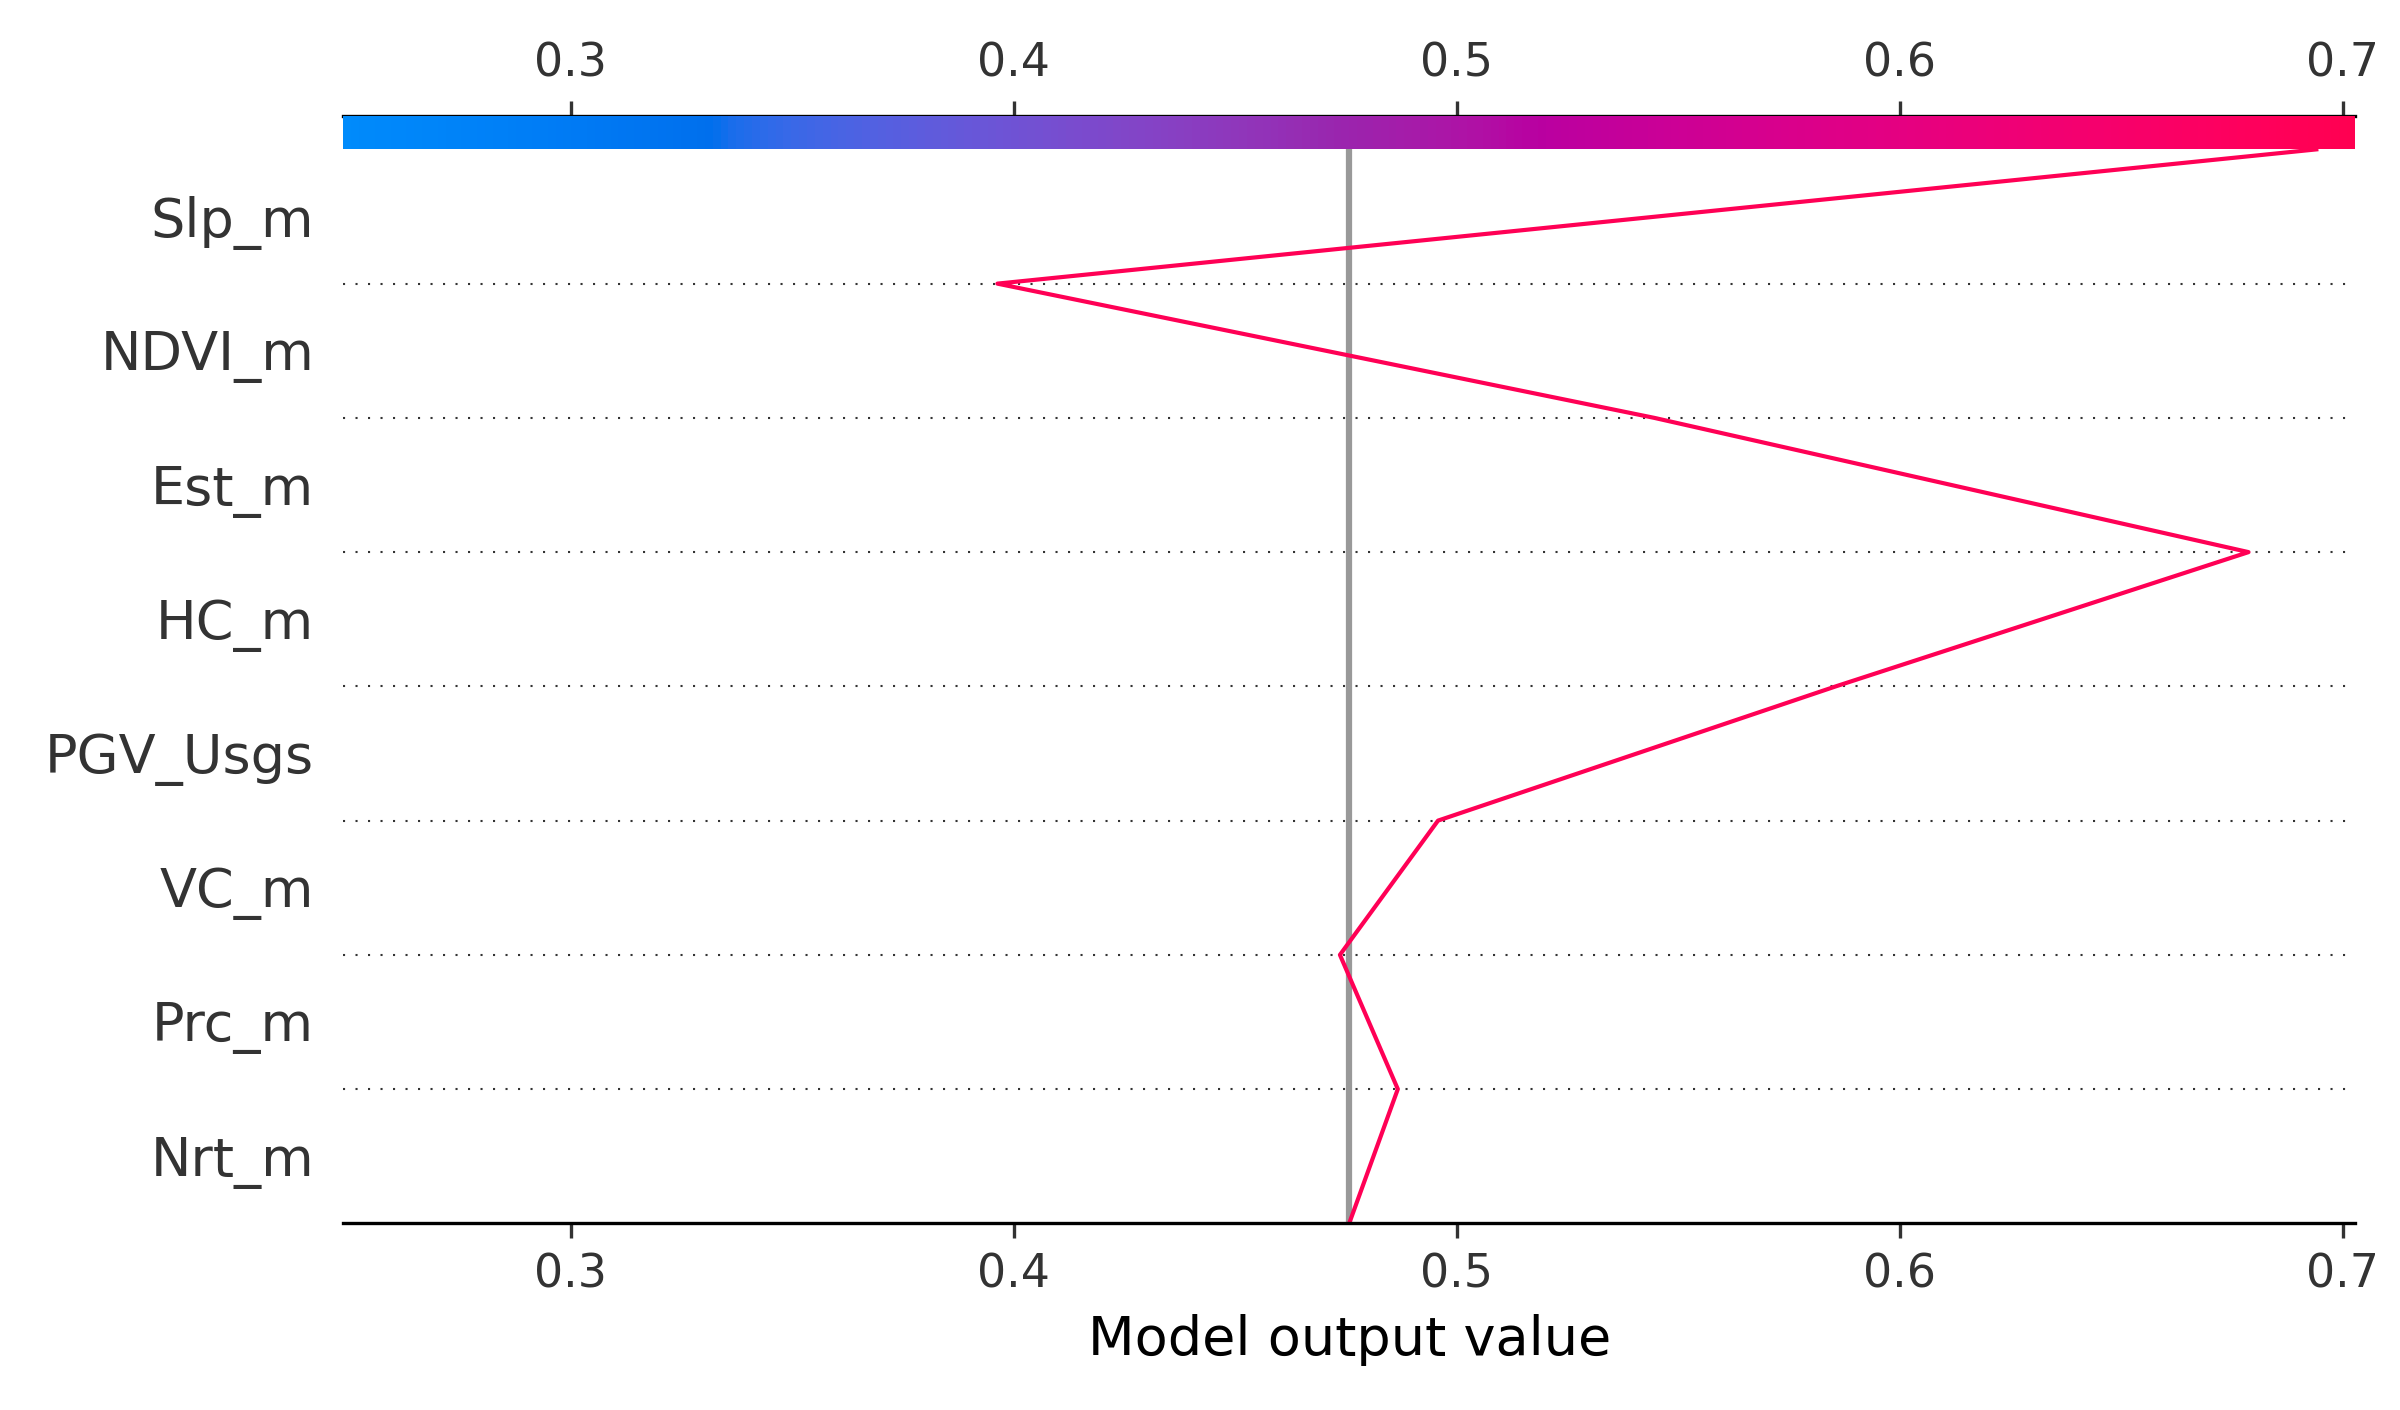 0.3 0.4 0.5 0.6 0.7
Slp_m
NDVI_m
Est_m
HC_m
PGV_Usgs
VC_m
Prc_m
Nrt_m
0.3 0.4 0.5 0.6 0.7
Model output value